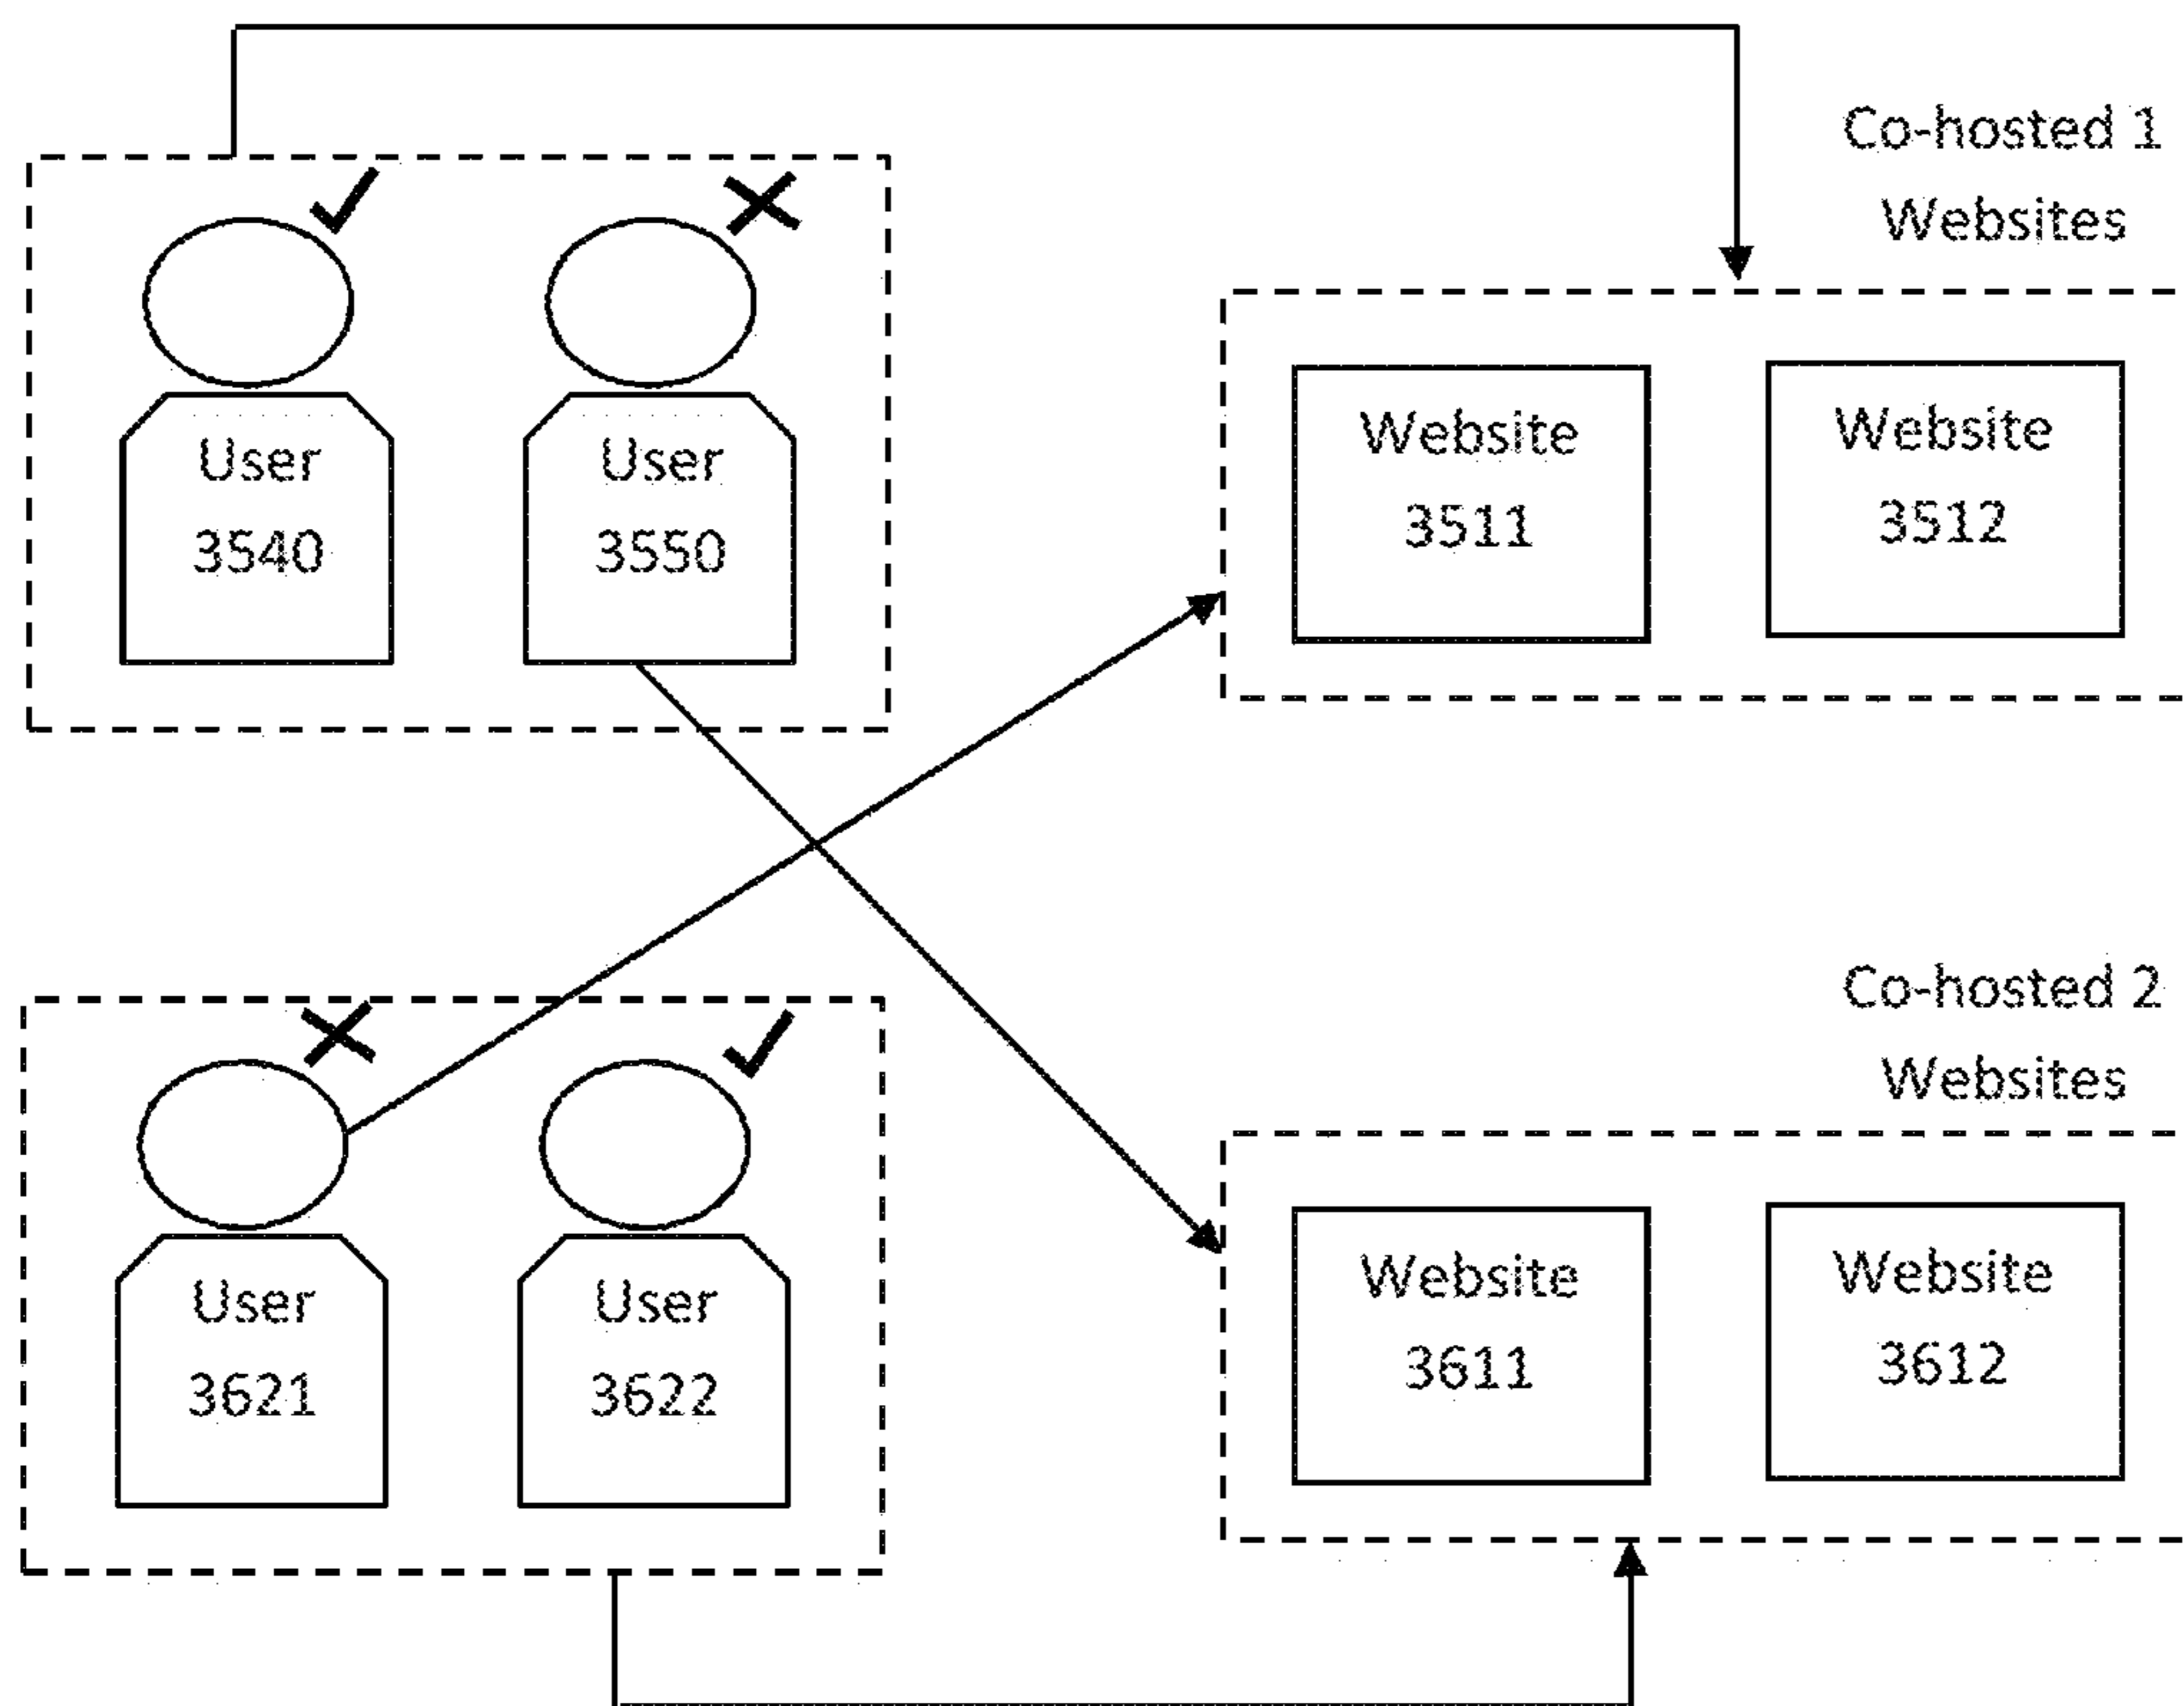 Co-hosted 1
Websites
User
3540
User
3550
Website
3511
Website
3512
Co-hosted 2
Websites
User
3621
User
3622
Website
3611
Website
3612